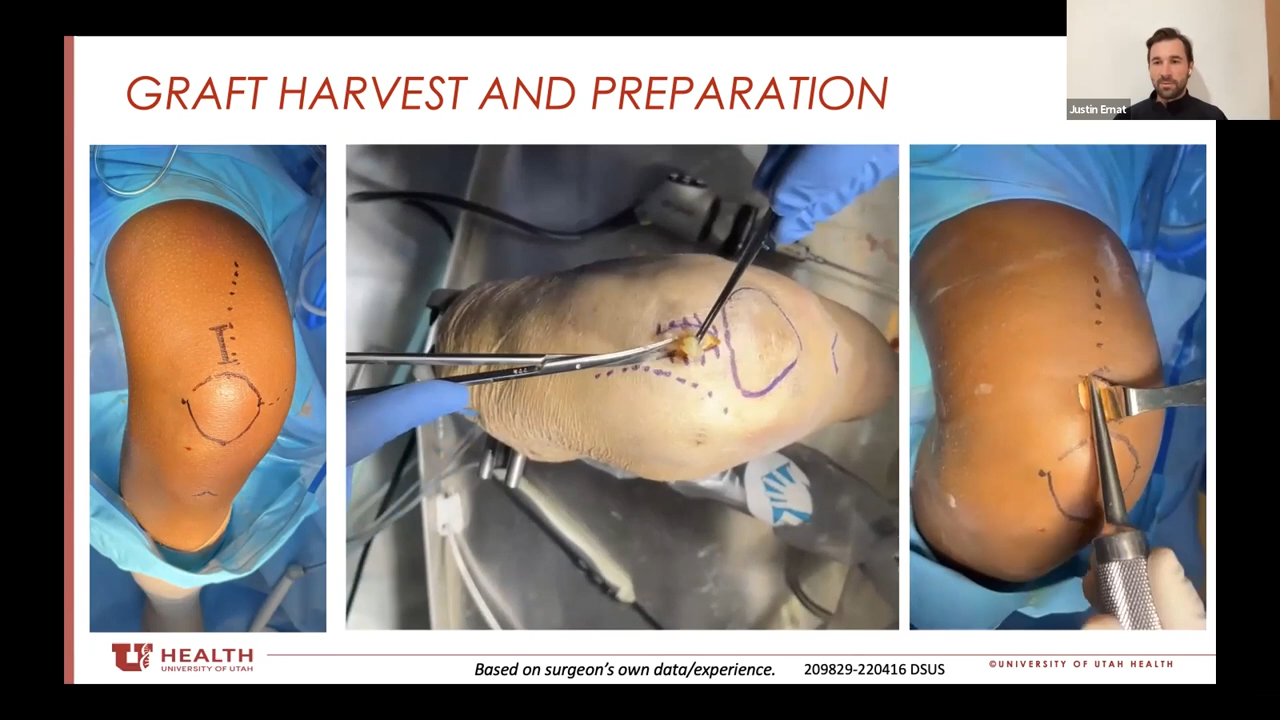 GRAFT HARVEST AND PREPARATION
Justin Ernat
HEALTH
UNIVERSITY OF UTAH
Based on surgeon's own data/experience.
209829-220416 DSUS
©UNIVERSITY OF UTAH HEALTH